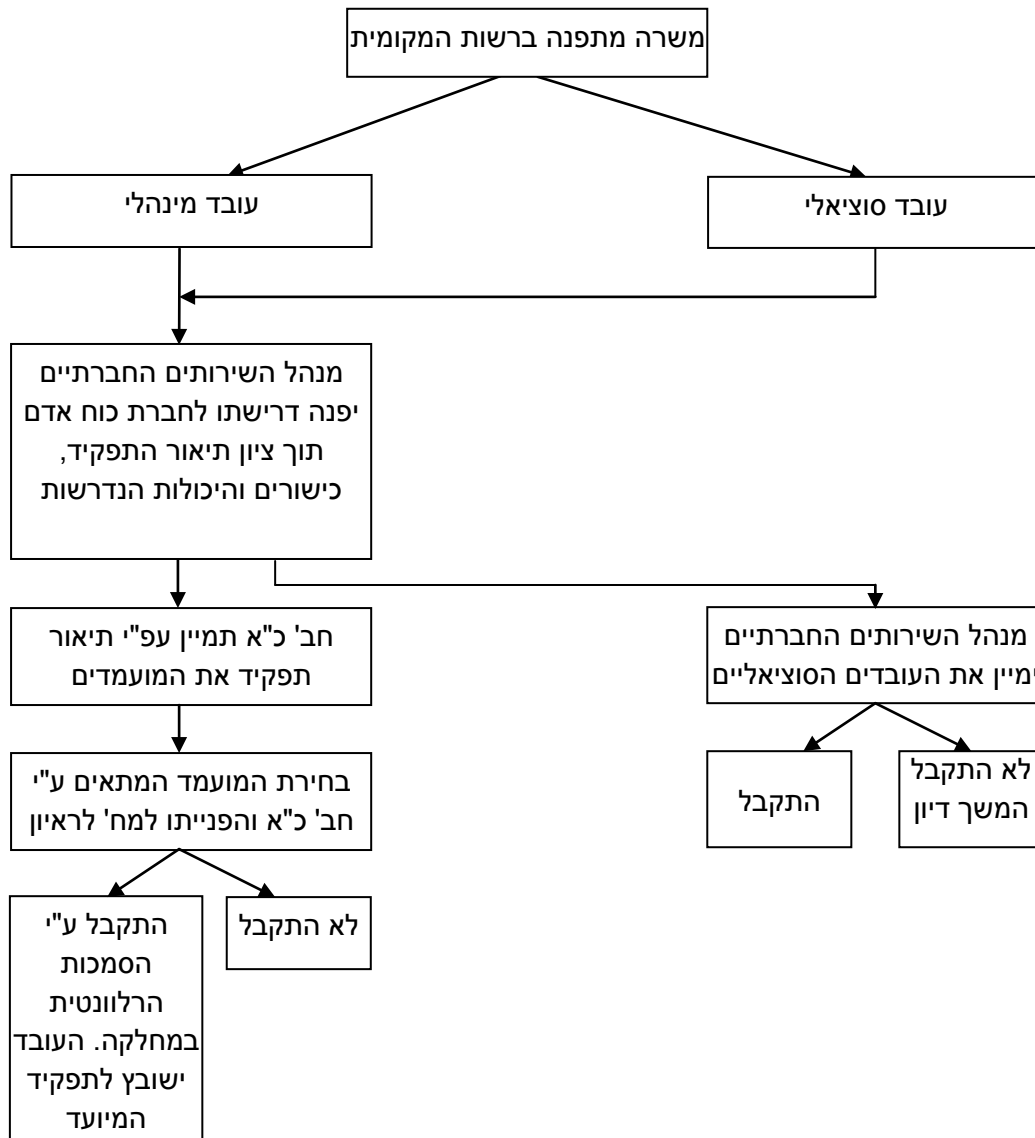 משרה מתפנה ברשות המקומית
עובד סוציאלי
עובד מינהלי
מנהל השירותים החברתיים
יפנה דרישתו לחברת כוח אדם
תוך ציון תיאור התפקיד,
כישורים והיכולות הנדרשות
מנהל השירותים החברתיים
ימיין את העובדים הסוציאליים
חב' כ"א תמיין עפ"י תיאור
תפקיד את המועמדים
לא התקבל
המשך דיון
התקבל
בחירת המועמד המתאים ע"י
חב' כ"א והפנייתו למח' לראיון
לא התקבל
התקבל ע"י
הסמכות
הרלוונטית
במחלקה. העובד
ישובץ לתפקיד
המיועד